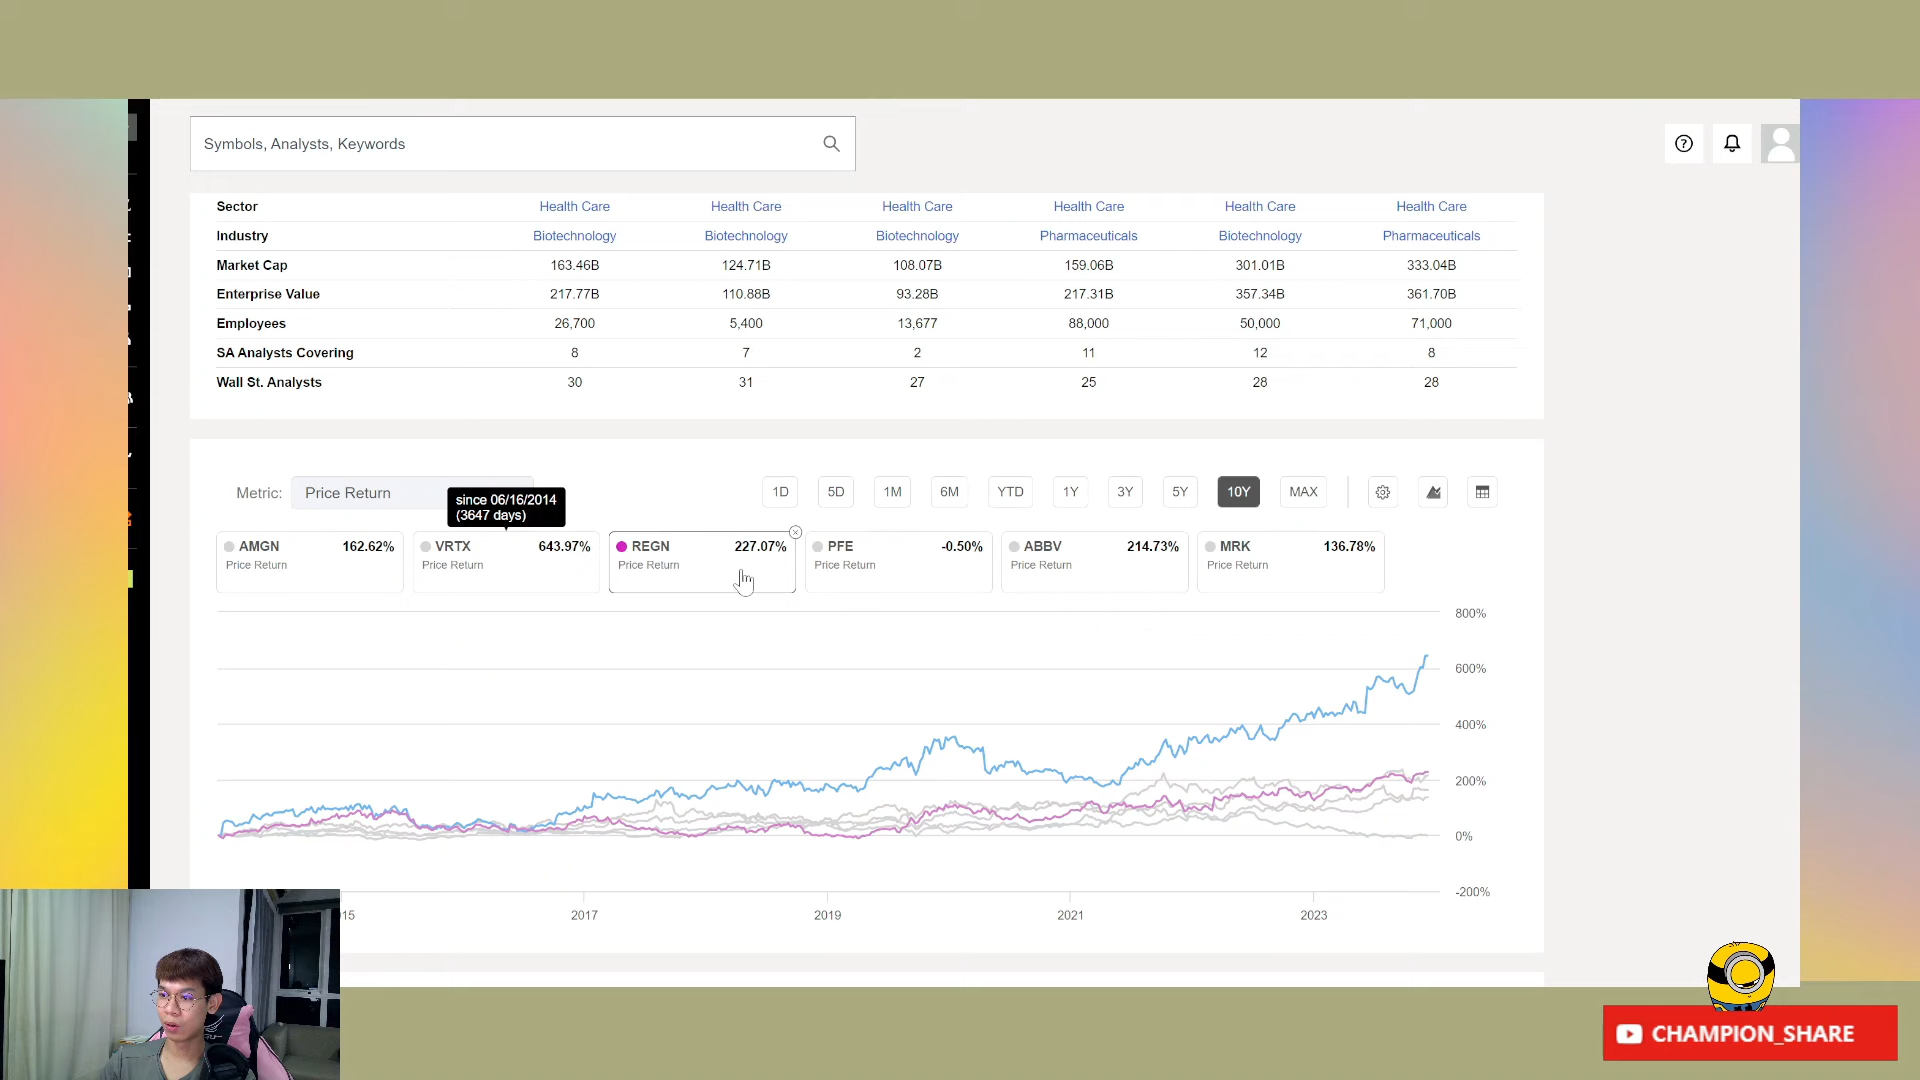 Symbols, Analysts, Keywords
Sector Health Care Health Care Health Care Health Care Health Care Health Care
Industry Biotechnology Biotechnology Biotechnology Pharmaceuticals Biotechnology Pharmaceuticals
Market Cap 163.46B 124.71B 108.07B 159.06B 301.01B 333.04B
Enterprise Value 217.77B 110.88B 93.28B 217.31B 357.34B 361.70B
Employees 26,700 5,400 13,677 88,000 50,000 71,000
SA Analysts Covering 8 7 2 11 12 8
Wall St. Analysts 30 31 27 25 28 28
Metric: Price Return 1D 5D 1M 6M YTD 1Y 3Y 5Y 10Y MAX
since 06/16/2014
(3647 days)
AMGN 162.62% VRTX 643.97% REGN 227.07% PFE -0.50% ABBV 214.73% MRK 136.78%
Price Return Price Return Price Return Price Return Price Return Price Return
800%
600%
400%
200%
0%
-200%
15 2017 2019 2021 2023
CHAMPION_SHARE